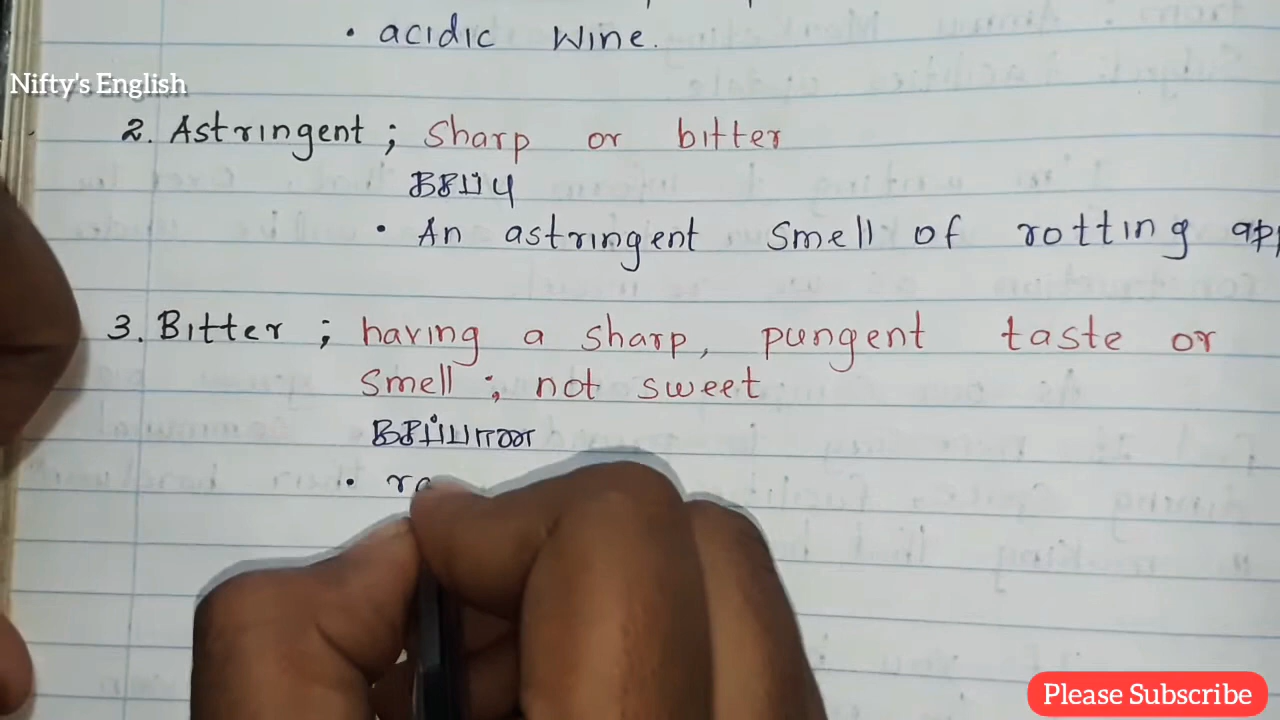 • acidic wine.
Nifty's English
2. Astringent ; sharp or bitter
கசப்பு
• An astringent smell of rotting
3. Bitter ; having a sharp, pungent taste or
smell ; not sweet
கசப்பான
Please Subscribe